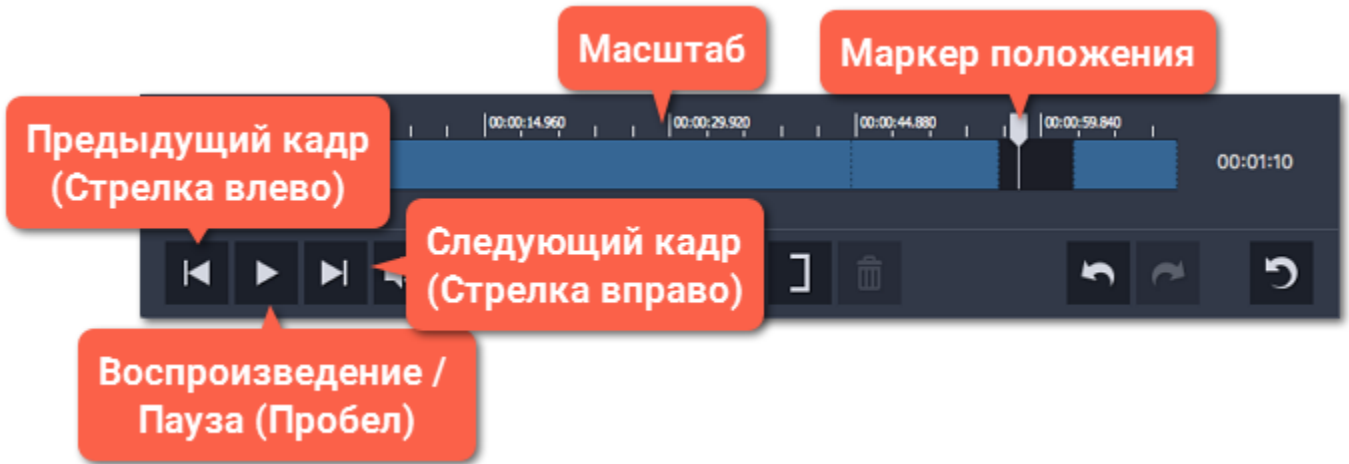 Масштаб
Маркер положения
Предыдущий кадр
(Стрелка влево)
00:00:14.960
00:00:29.920
00:00:44.880
00:00:59.840
00:01:10
Следующий кадр
(Стрелка вправо)
Воспроизведение /
Пауза (Пробел)